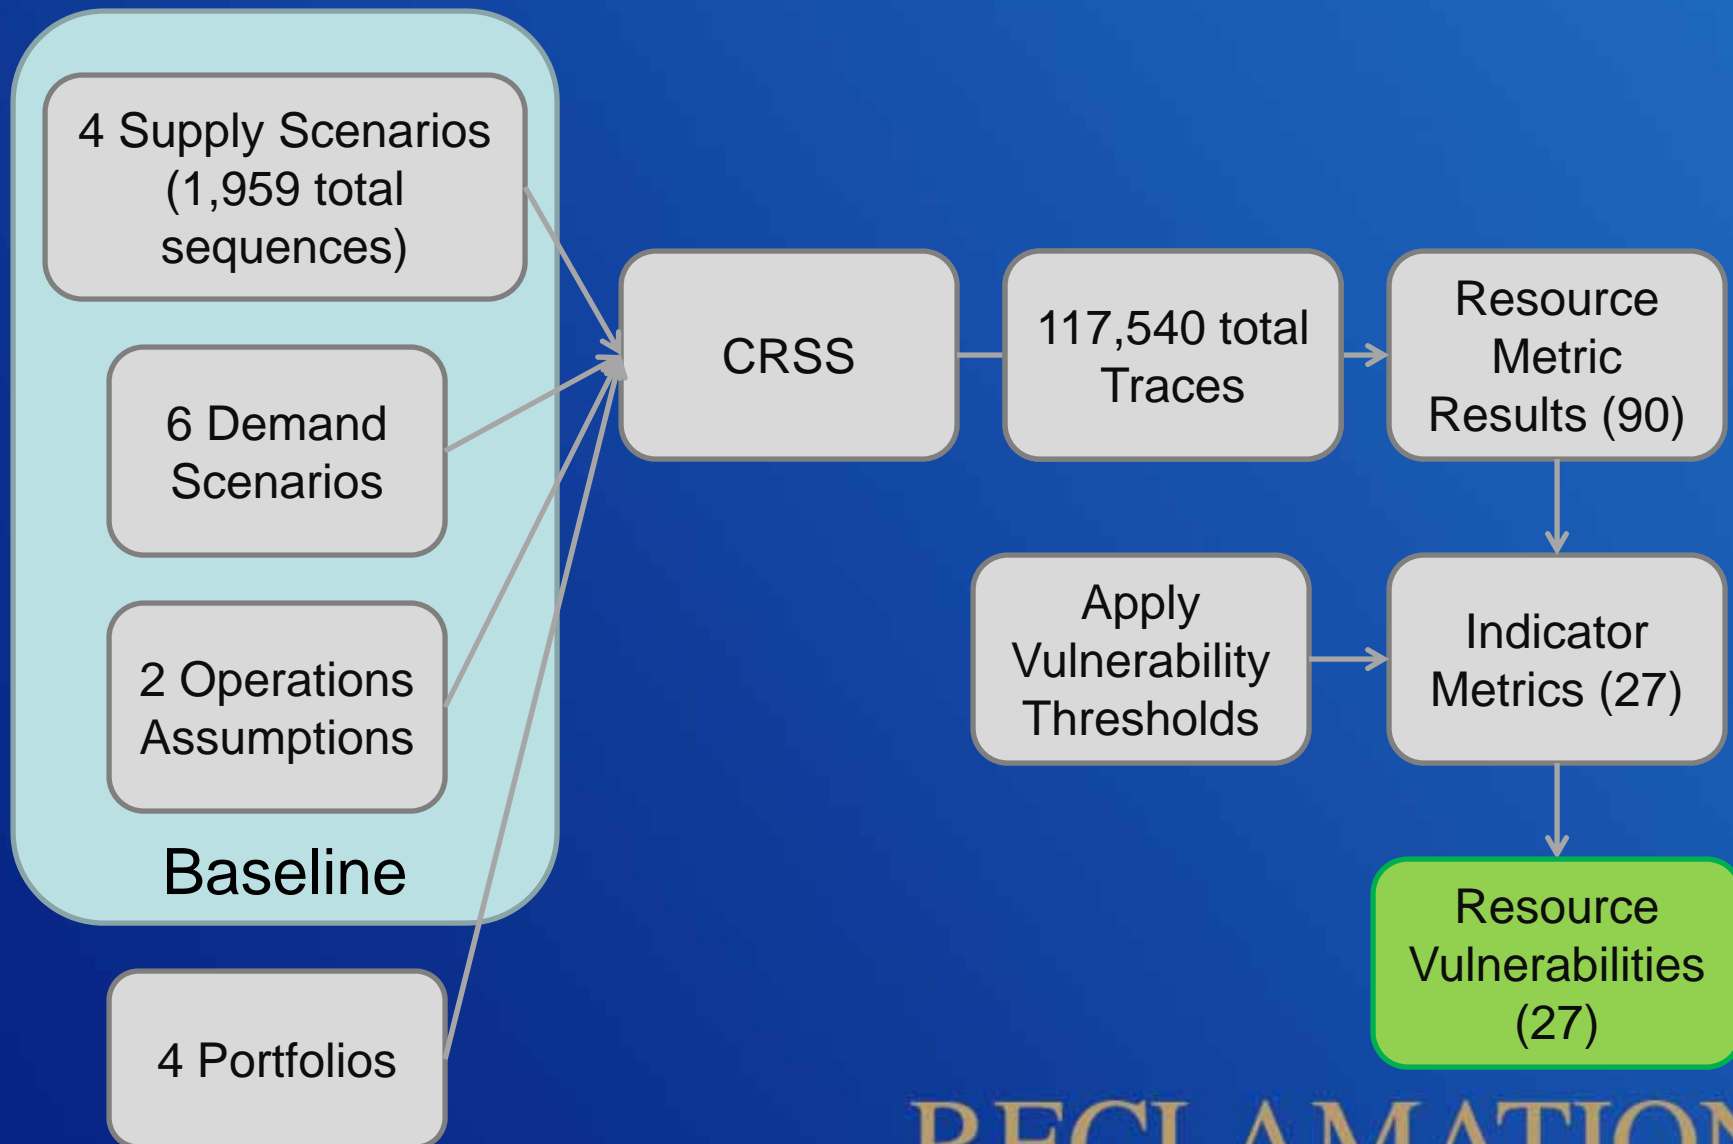 4 Supply Scenarios
(1,959 total
sequences)
6 Demand
Scenarios
2 Operations
Assumptions
Baseline
4 Portfolios
CRSS
117,540 total
Traces
Resource
Metric
Results (90)
Apply
Vulnerability
Thresholds
Indicator
Metrics (27)
Resource
Vulnerabilities
(27)
RECLAMATION